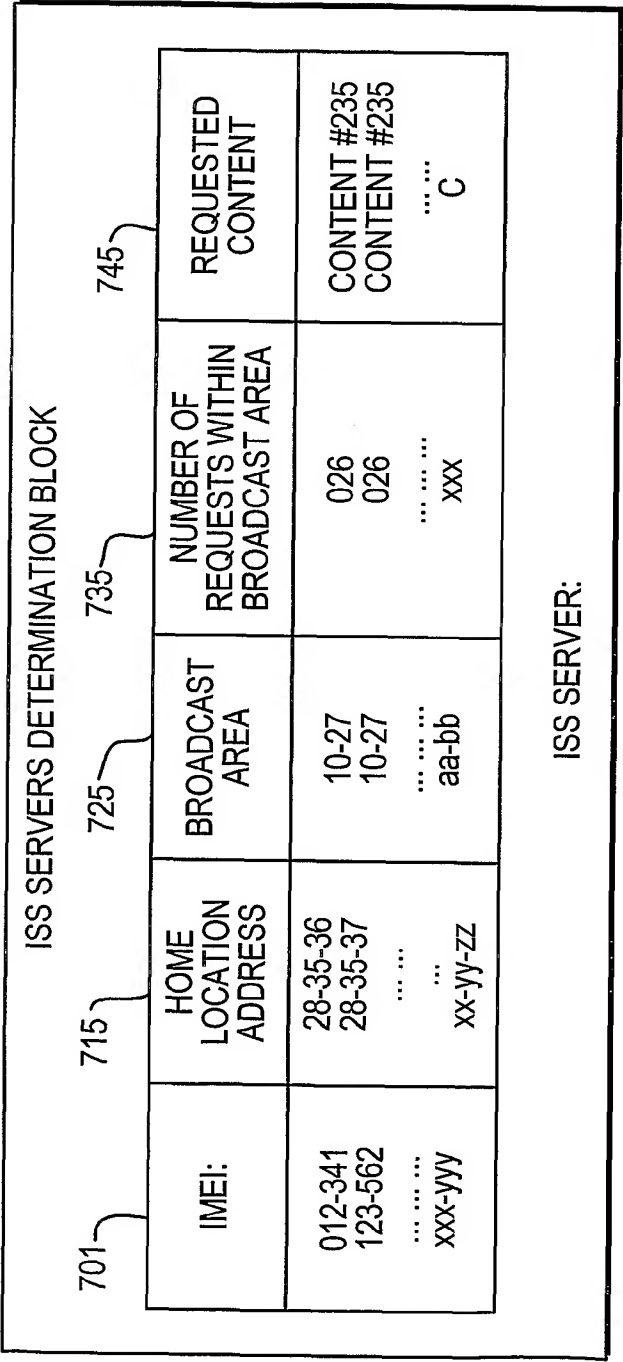 ISS SERVERS DETERMINATION BLOCK
701
715
725
735
745
IMEI:
HOME
LOCATION
ADDRESS
BROADCAST
AREA
NUMBER OF
REQUESTS WITHIN
BROADCAST AREA
REQUESTED
CONTENT
012-341
123-562
... ... ...
xxx-yyy
28-35-36
28-35-37
... ...
...
xx-yy-zz
10-27
10-27
... ... ...
aa-bb
026
026
... ... ...
xxx
CONTENT #235
CONTENT #235
... ...
C
ISS SERVER: